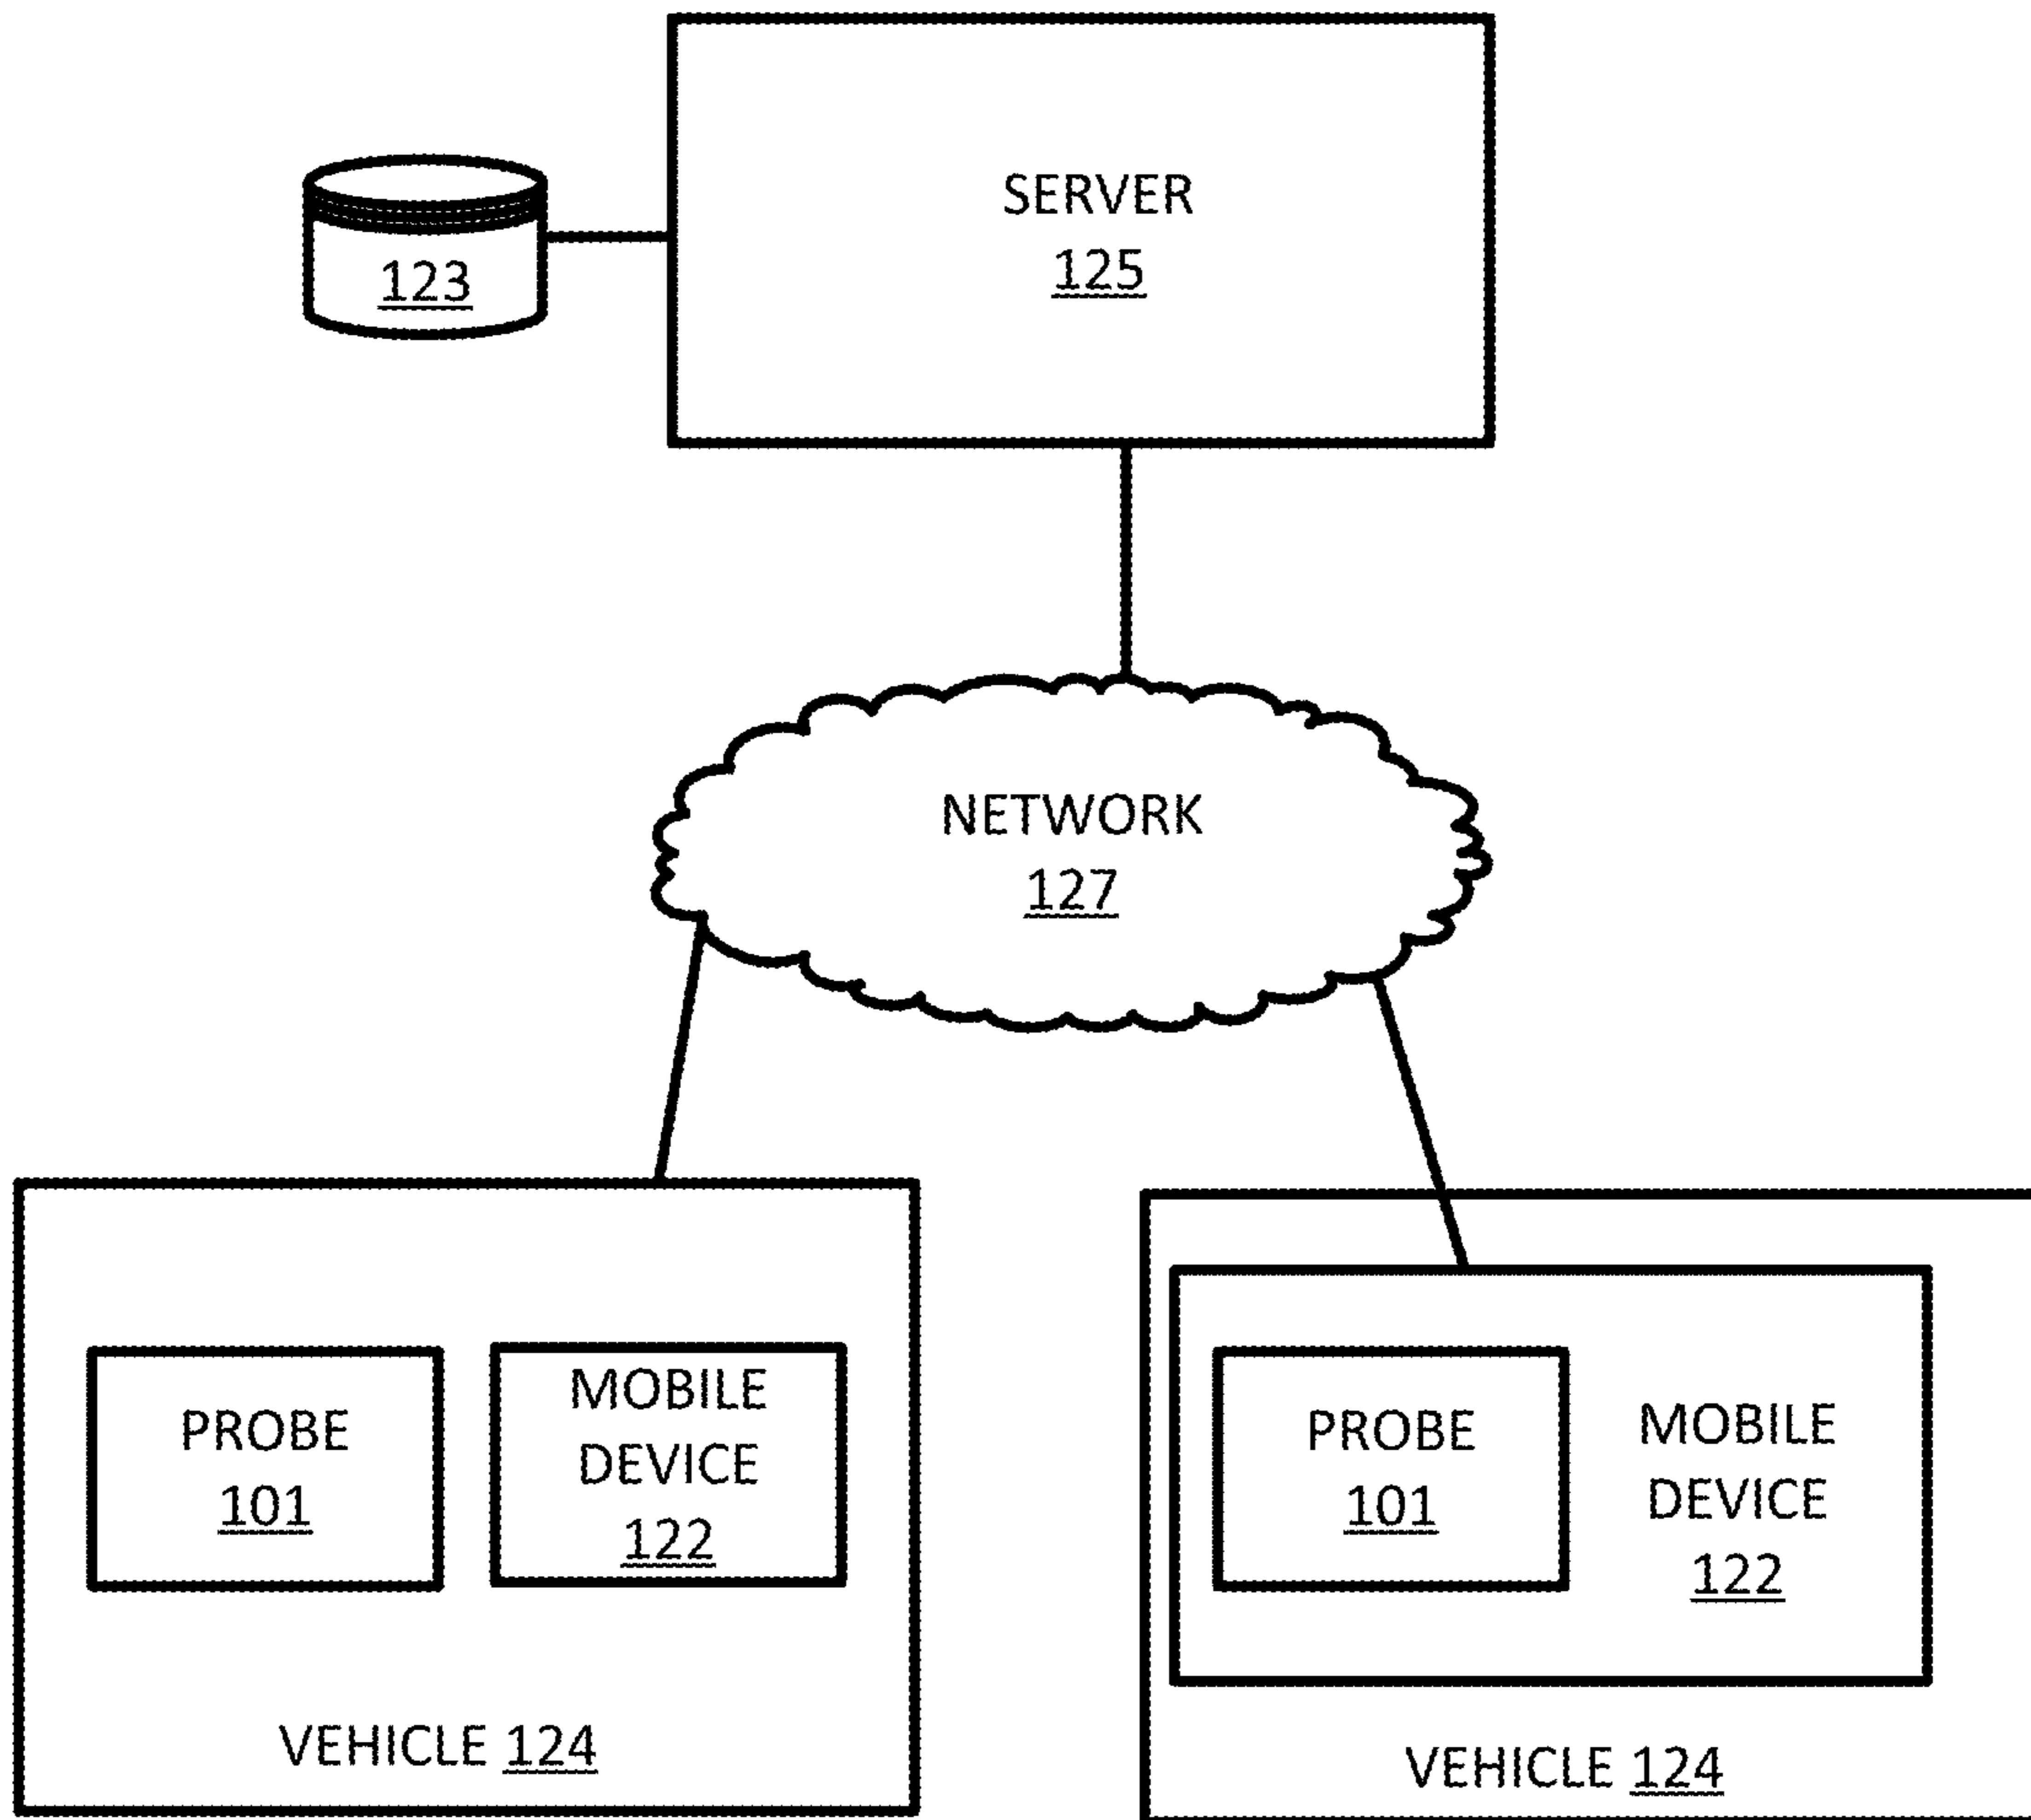 SERVER
125
123
NETWORK
127
PROBE
101
MOBILE
DEVICE
122
VEHICLE 124
PROBE
101
MOBILE
DEVICE
122
VEHICLE 124